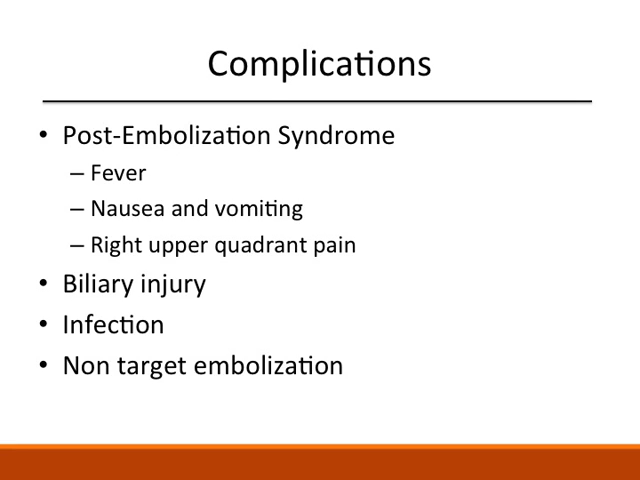 Complications
• Post-Embolization Syndrome
– Fever
– Nausea and vomiting
– Right upper quadrant pain
• Biliary injury
• Infection
• Non target embolization